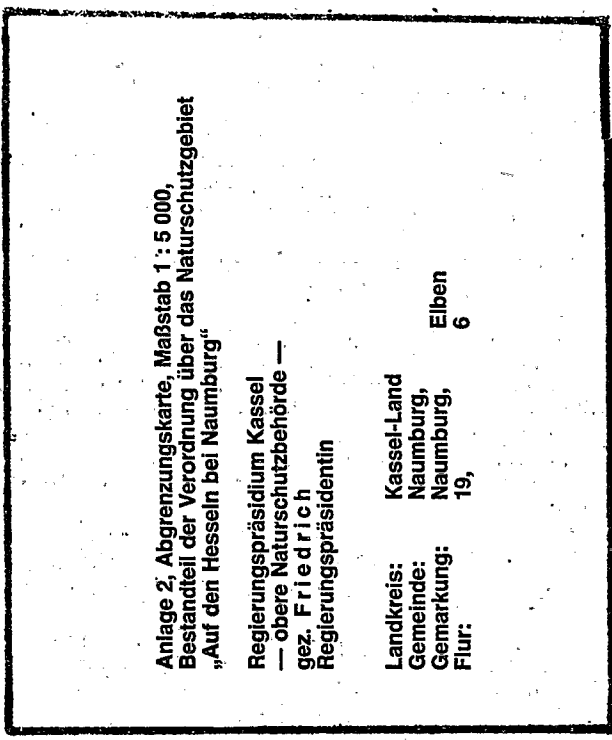 Anlage 2, Abgrenzungskarte, Maßstab 1 : 5 000,
Bestandteil der Verordnung über das Naturschutzgebiet
„Auf den Hesseln bei Naumburg“
Regierungspräsidium Kassel
— obere Naturschutzbehörde —
gez. F r i e d r i c h
Regierungspräsidentin
Landkreis: Kassel-Land
Gemeinde: Naumburg,
Gemarkung: Naumburg, Elben
Flur: 19, 6